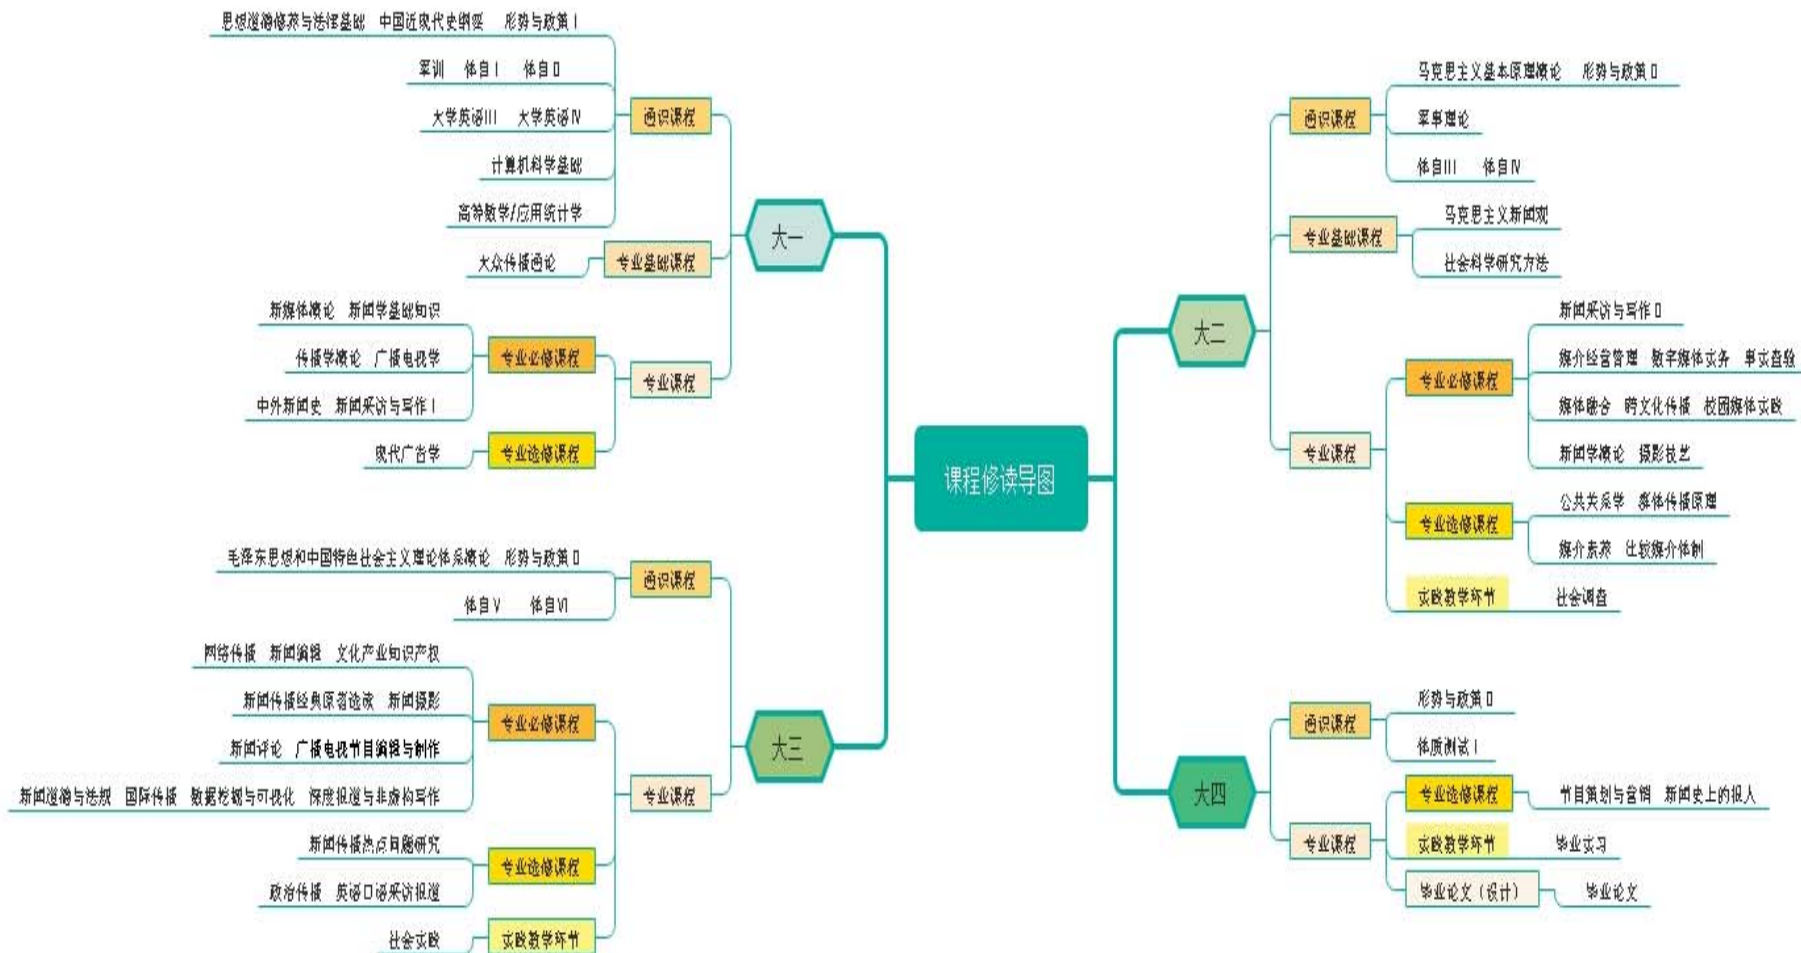 课程修读导图
大一
通识课程
思想道德修养与法律基础 中国近现代史纲要 形势与政策 I
军训 体育 I 体育
大学英语III 大学英语IV
计算机科学基础
高等数学/应用统计学
专业基础课程
大众传播通论
专业课程
专业必修课程
新媒体概论 新闻学基础知识
传播学概论 广播电视学
中外新闻史 新闻采访与写作 I
专业选修课程
现代广告学
大二
通识课程
马克思主义基本原理概论 形势与政策
军事理论
体育III 体育IV
专业基础课程
马克思主义新闻观
社会科学研究方法
专业课程
专业必修课程
新闻采访与写作
媒介经营管理 数字媒体实务 事实查验
媒体融合 跨文化传播 校园媒体实践
新闻学概论 摄影技艺
专业选修课程
公共关系学 群体传播原理
媒介素养 比较媒介体制
实践教学环节
社会调查
大三
通识课程
毛泽东思想和中国特色社会主义理论体系概论 形势与政策
体育V 体育VI
专业课程
专业必修课程
网络传播 新闻编辑 文化产业知识产权
新闻传播经典原著选读 新闻摄影
新闻评论 广播电视节目编辑与制作
新闻道德与法规 国际传播 数据挖掘与可视化 深度报道与非虚构写作
专业选修课程
新闻传播热点问题研究
政治传播 英语口语采访报道
实践教学环节
社会实践
大四
通识课程
形势与政策
体质测试 I
专业课程
专业选修课程
节目策划与营销 新闻史上的报人
实践教学环节
毕业实习
毕业论文（设计）
毕业论文